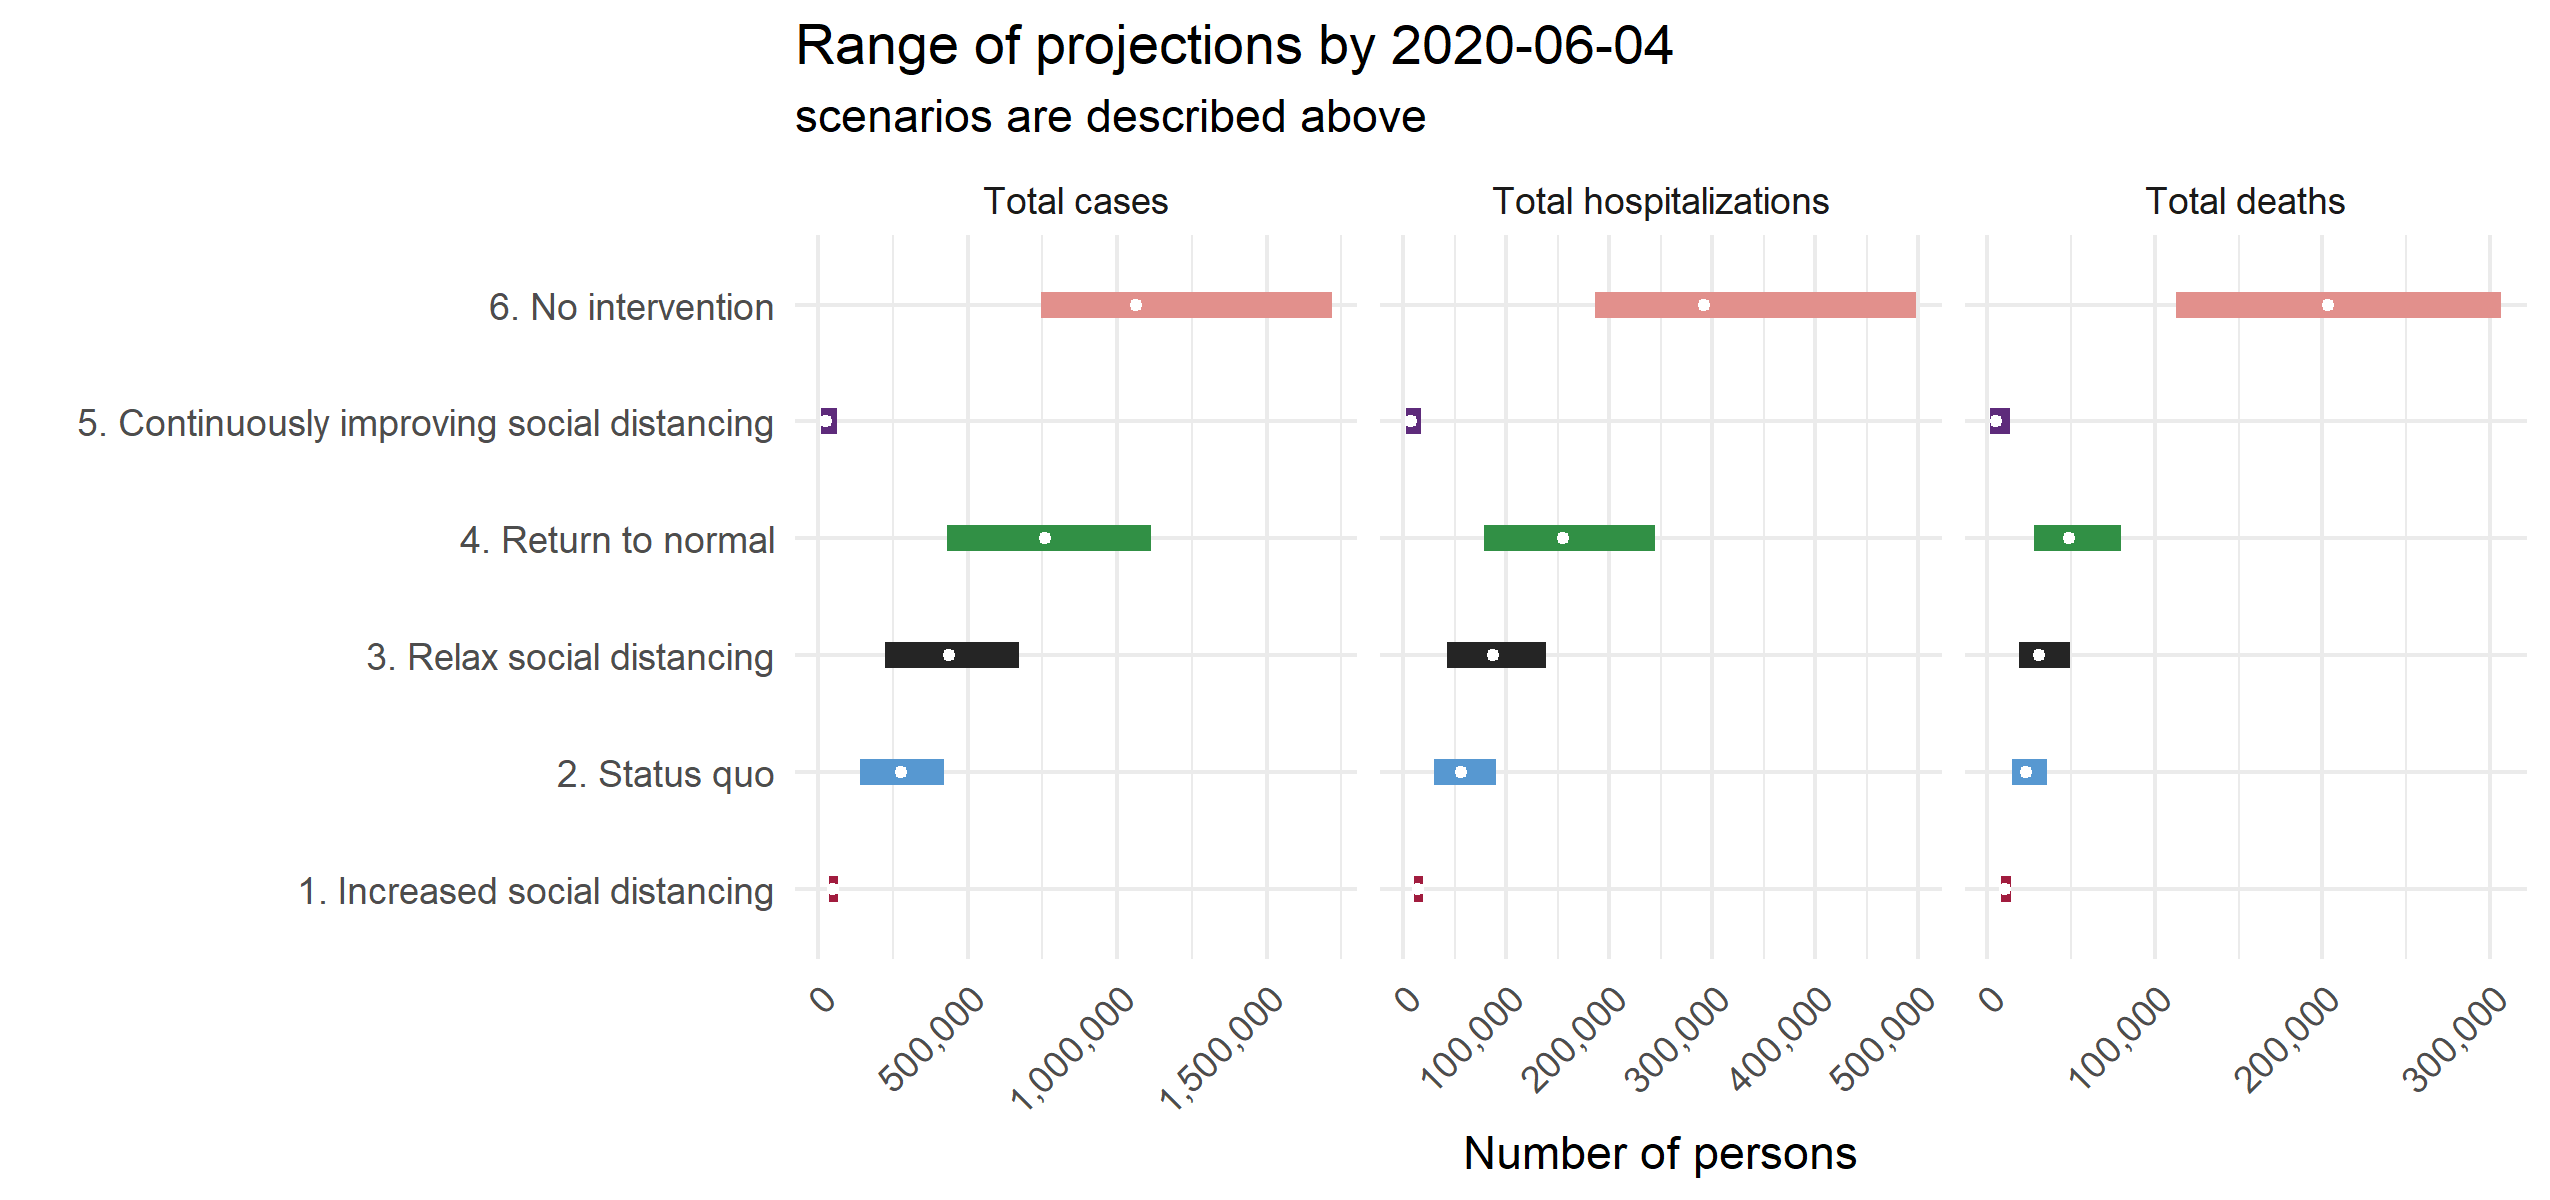 Range of projections by 2020-06-04
scenarios are described above
Total cases
Total hospitalizations
Total deaths
6. No intervention
5. Continuously improving social distancing
4. Return to normal
3. Relax social distancing
2. Status quo
1. Increased social distancing
0
500,000
1,000,000
1,500,000
0
100,000
200,000
300,000
400,000
500,000
0
100,000
200,000
300,000
Number of persons